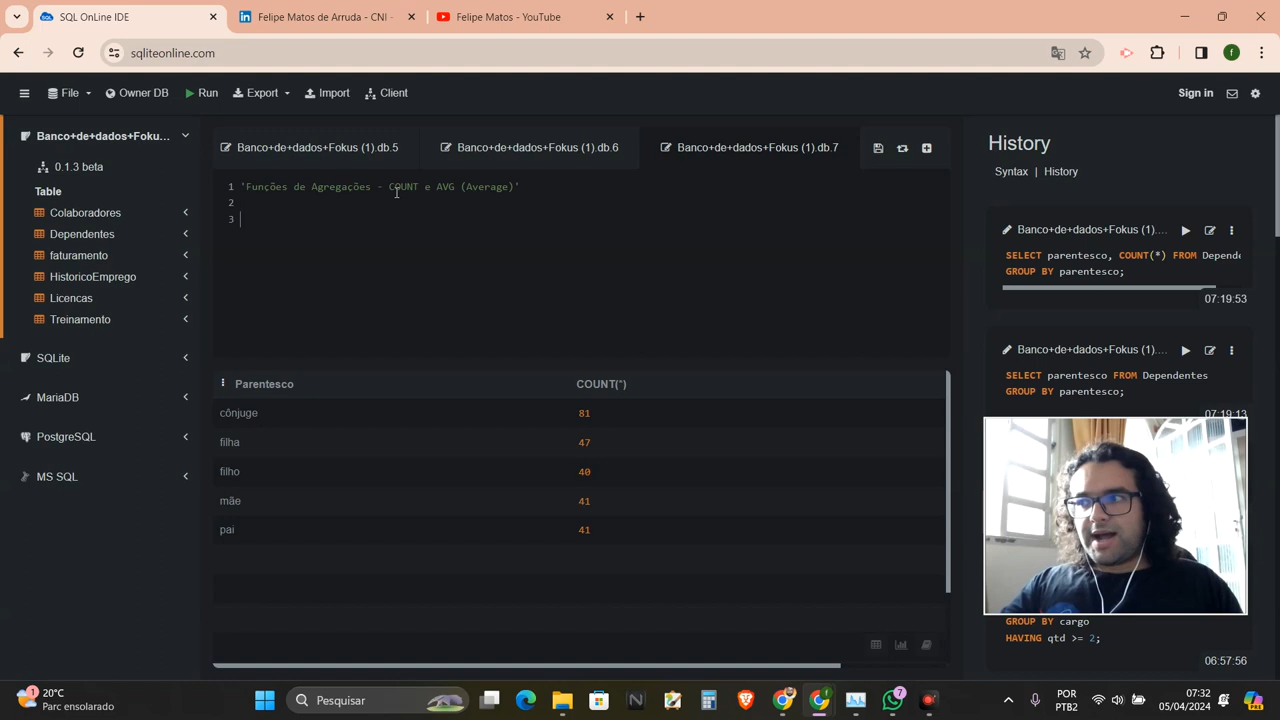 SQL OnLine IDE
Felipe Matos de Arruda - CNI -
Felipe Matos - YouTube
sqliteonline.com
f
File
Owner DB
Run
Export
Import
Client
Sign in
Banco+de+dados+Foku...
0.1.3 beta
Table
Colaboradores
Dependentes
faturamento
HistoricoEmprego
Licencas
Treinamento
SQLite
MariaDB
PostgreSQL
MS SQL
Banco+de+dados+Fokus (1).db.5
Banco+de+dados+Fokus (1).db.6
Banco+de+dados+Fokus (1).db.7
1 'Funções de Agregações - COUNT e AVG (Average)'
2
3
Parentesco COUNT(*)
cônjuge 81
filha 47
filho 40
mãe 41
pai 41
History
Syntax | History
Banco+de+dados+Fokus (1)....
SELECT parentesco, COUNT(*) FROM Depende
GROUP BY parentesco;
07:19:53
Banco+de+dados+Fokus (1)....
SELECT parentesco FROM Dependentes
GROUP BY parentesco;
07:19:13
GROUP BY cargo
HAVING qtd >= 2;
06:57:56
1
20°C
Parc ensolarado
Pesquisar
7
POR
PTB2
07:32
05/04/2024